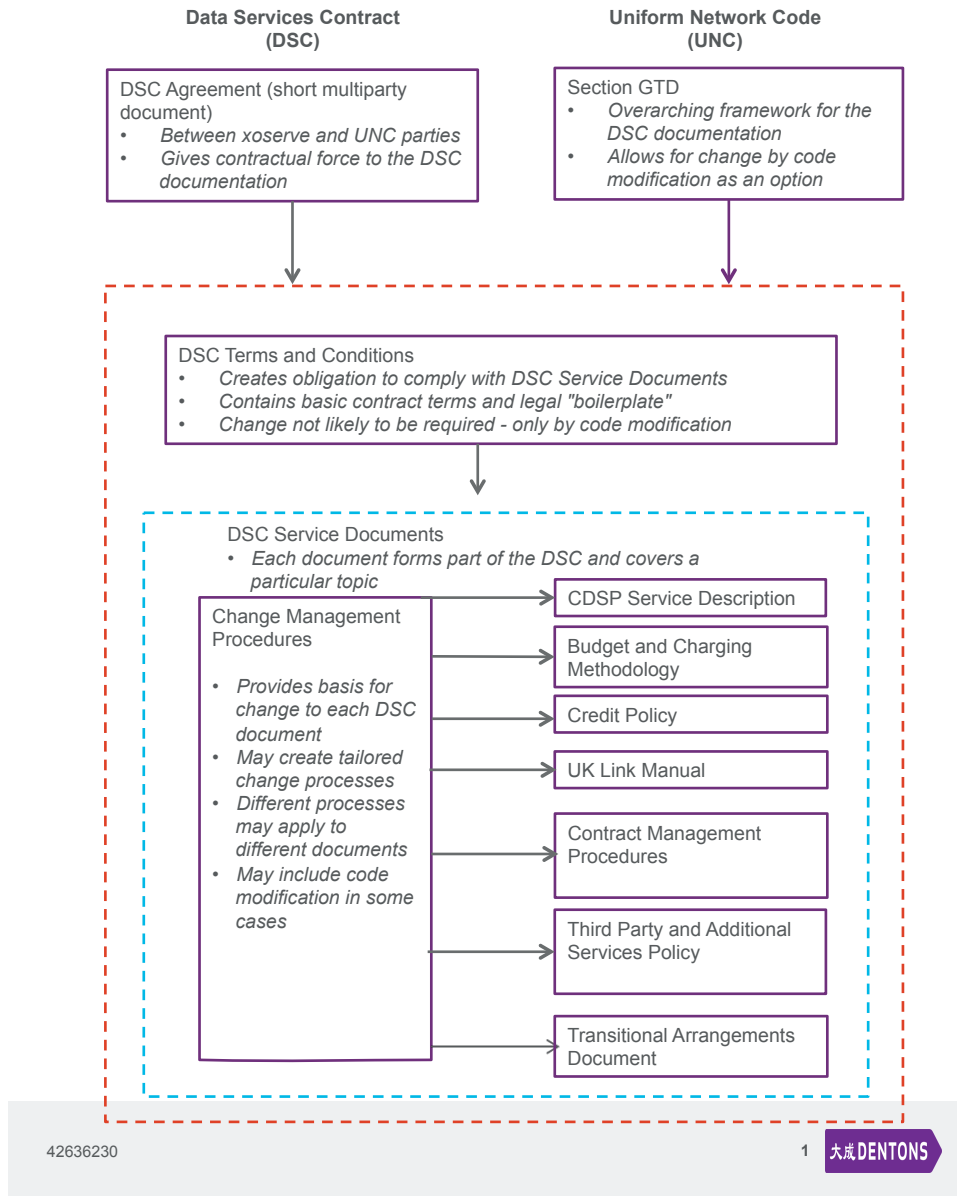 Data Services Contract
(DSC)
Uniform Network Code
(UNC)
DSC Agreement (short multiparty
document)
• Between xoserve and UNC parties
• Gives contractual force to the DSC
documentation
Section GTD
• Overarching framework for the
DSC documentation
• Allows for change by code
modification as an option
DSC Terms and Conditions
• Creates obligation to comply with DSC Service Documents
• Contains basic contract terms and legal "boilerplate"
• Change not likely to be required - only by code modification
DSC Service Documents
• Each document forms part of the DSC and covers a
particular topic
Change Management
Procedures
• Provides basis for
change to each DSC
document
• May create tailored
change processes
• Different processes
may apply to
different documents
• May include code
modification in some
cases
CDSP Service Description
Budget and Charging
Methodology
Credit Policy
UK Link Manual
Contract Management
Procedures
Third Party and Additional
Services Policy
Transitional Arrangements
Document
42636230
1
大成 DENTONS